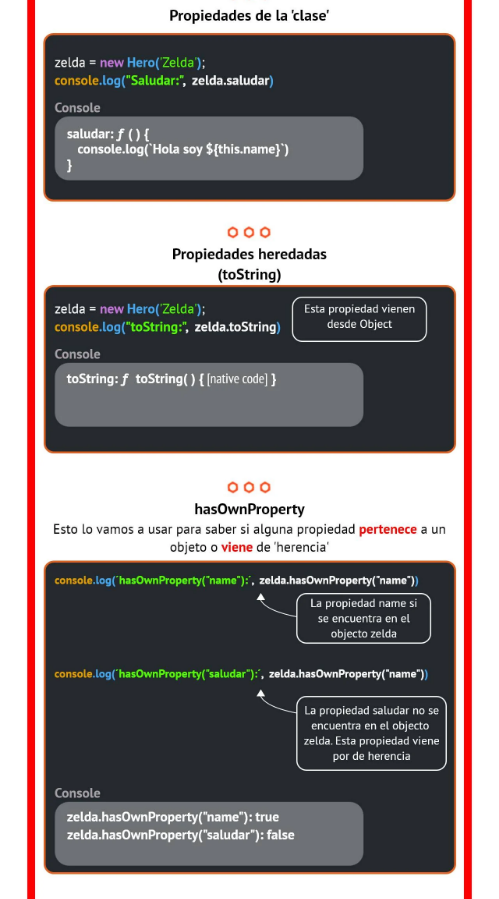 Propiedades de la 'clase'
zelda = new Hero('Zelda');
console.log("Saludar:", zelda.saludar)
Console
saludar: ƒ ( ) {
console.log(`Hola soy ${this.name}`)
}
Propiedades heredadas
(toString)
zelda = new Hero('Zelda');
console.log("toString:", zelda.toString)
Esta propiedad vienen
desde Object
Console
toString: ƒ toString( ) { [native code] }
hasOwnProperty
Esto lo vamos a usar para saber si alguna propiedad pertenece a un
objeto o viene de 'herencia'
console.log('hasOwnProperty("name"):', zelda.hasOwnProperty("name"))
La propiedad name si
se encuentra en el
objecto zelda
console.log('hasOwnProperty("saludar"):', zelda.hasOwnProperty("name"))
La propiedad saludar no se
encuentra en el objecto
zelda. Esta propiedad viene
por de herencia
Console
zelda.hasOwnProperty("name"): true
zelda.hasOwnProperty("saludar"): false